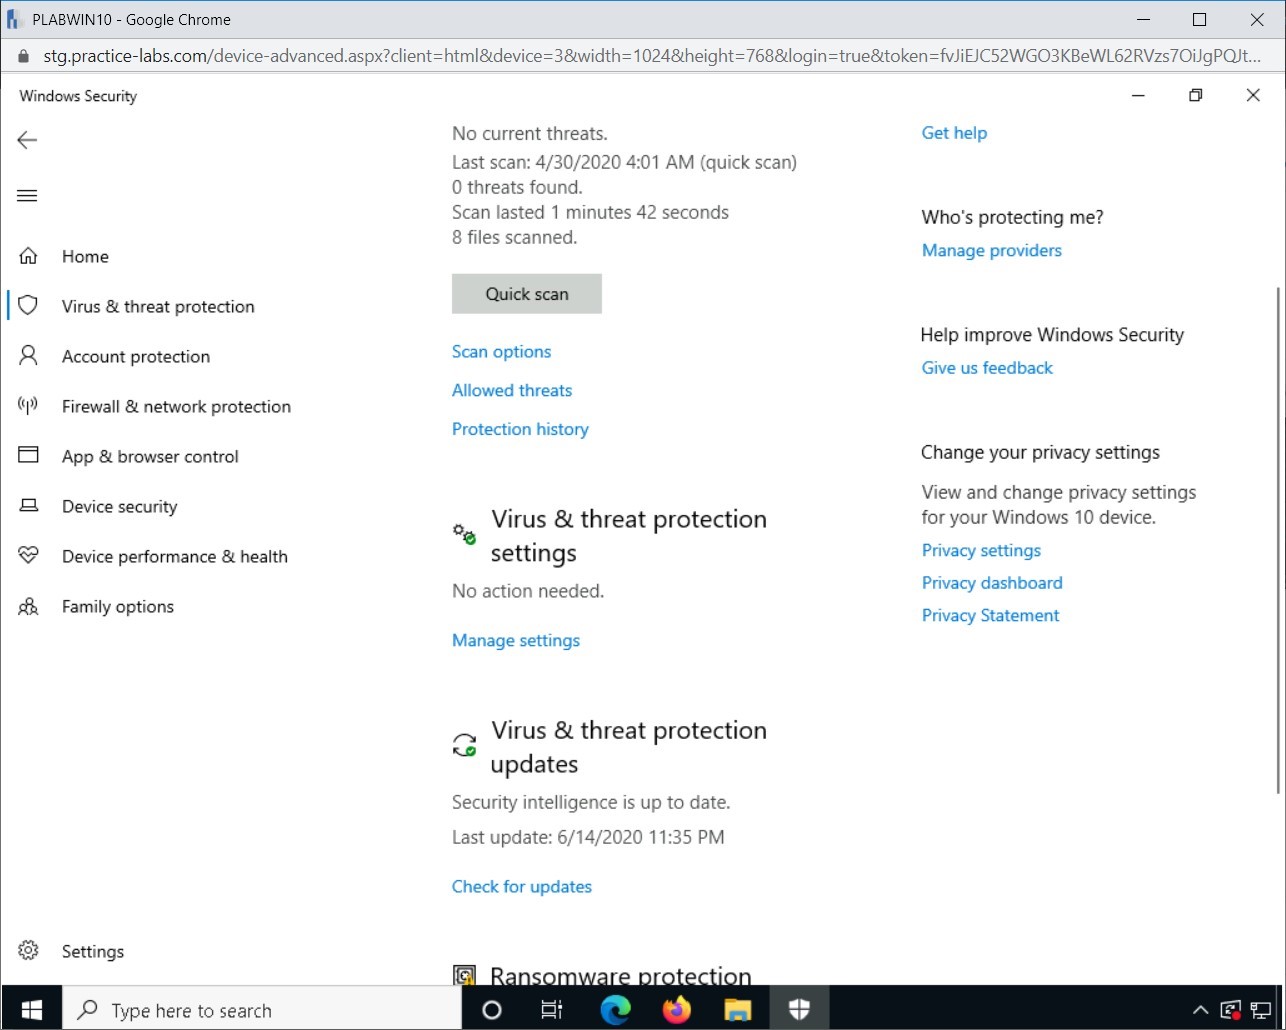 PLABWIN10 - Google Chrome
stg.practice-labs.com/device-advanced.aspx?client=html&device=3&width=1024&height=768&login=true&token=fvJiEJC52WGO3KBeWL62RVzs7OiJgPQJt...
Windows Security
Home
Virus & threat protection
Account protection
Firewall & network protection
App & browser control
Device security
Device performance & health
Family options
Settings
No current threats.
Last scan: 4/30/2020 4:01 AM (quick scan)
0 threats found.
Scan lasted 1 minutes 42 seconds
8 files scanned.
Quick scan
Scan options
Allowed threats
Protection history
Virus & threat protection
settings
No action needed.
Manage settings
Virus & threat protection
updates
Security intelligence is up to date.
Last update: 6/14/2020 11:35 PM
Check for updates
Ransomware protection
Get help
Who's protecting me?
Manage providers
Help improve Windows Security
Give us feedback
Change your privacy settings
View and change privacy settings
for your Windows 10 device.
Privacy settings
Privacy dashboard
Privacy Statement
Type here to search